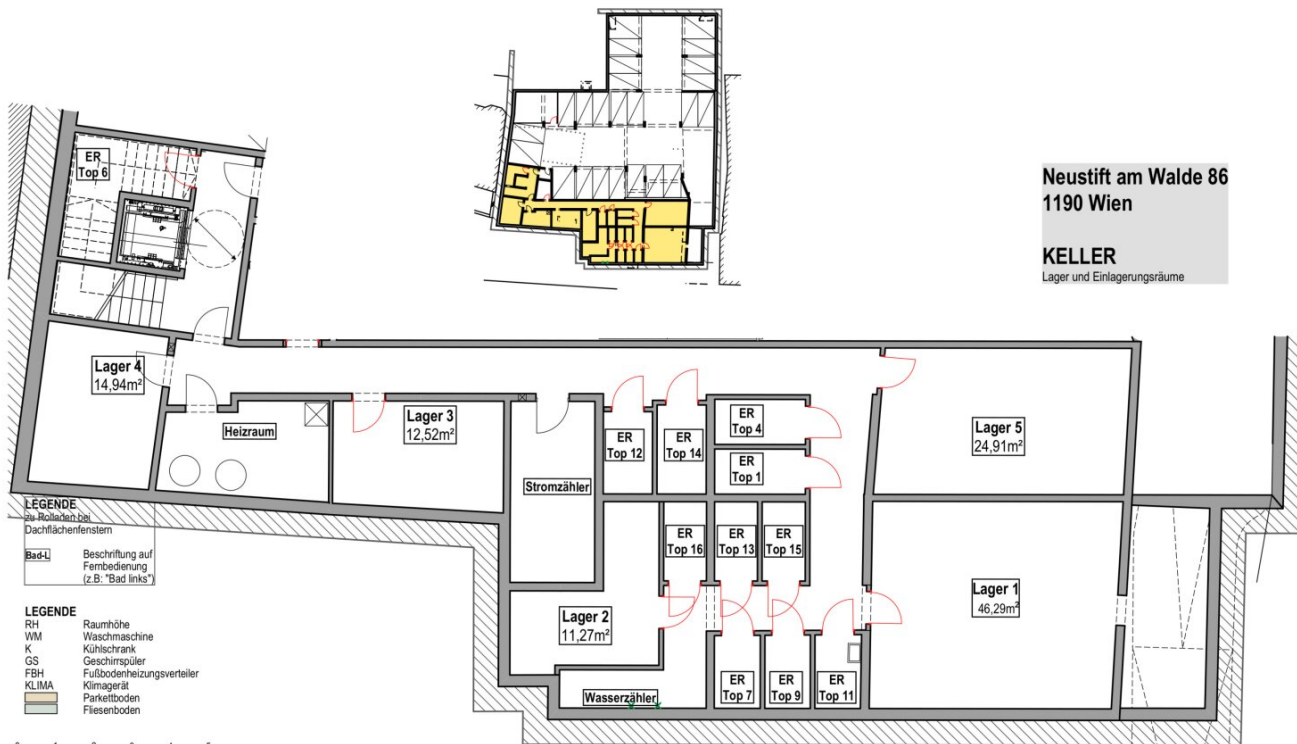 Neustift am Walde 86
1190 Wien
KELLER
Lager und Einlagerungsräume
ER
Top 6
Lager 4
14,94m²
Heizraum
Lager 3
12,52m²
Stromzähler
ER
Top 12
ER
Top 14
ER
Top 4
ER
Top 1
Lager 5
24,91m²
ER
Top 16
ER
Top 13
ER
Top 15
Lager 2
11,27m²
Lager 1
46,29m²
Wasserzähler
ER
Top 7
ER
Top 9
ER
Top 11
LEGENDE
zu Rolladen bei
Dachflächenfenstern
Bad-L Beschriftung auf
Fernbedienung
(z.B: "Bad links")
LEGENDE
RH Raumhöhe
WM Waschmaschine
K Kühlschrank
GS Geschirrspüler
FBH Fußbodenheizungsverteiler
KLIMA Klimagerät
Parkettboden
Fliesenboden